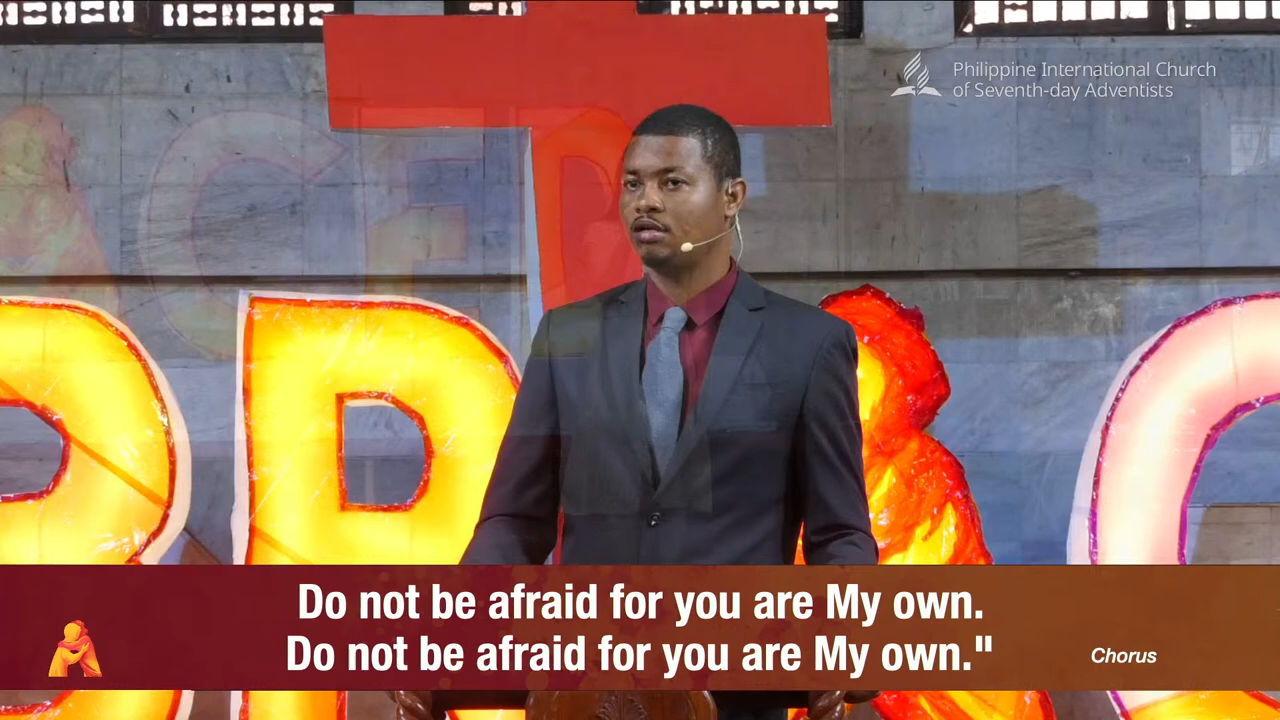 Philippine International Church
of Seventh-day Adventists
Do not be afraid for you are My own.
Do not be afraid for you are My own."
Chorus